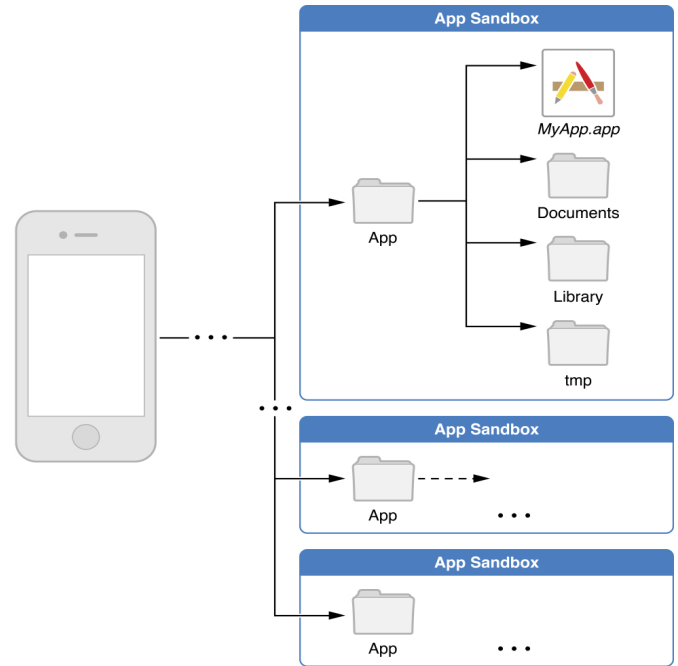 App Sandbox
MyApp.app
Documents
App
Library
tmp
App Sandbox
App
App Sandbox
App